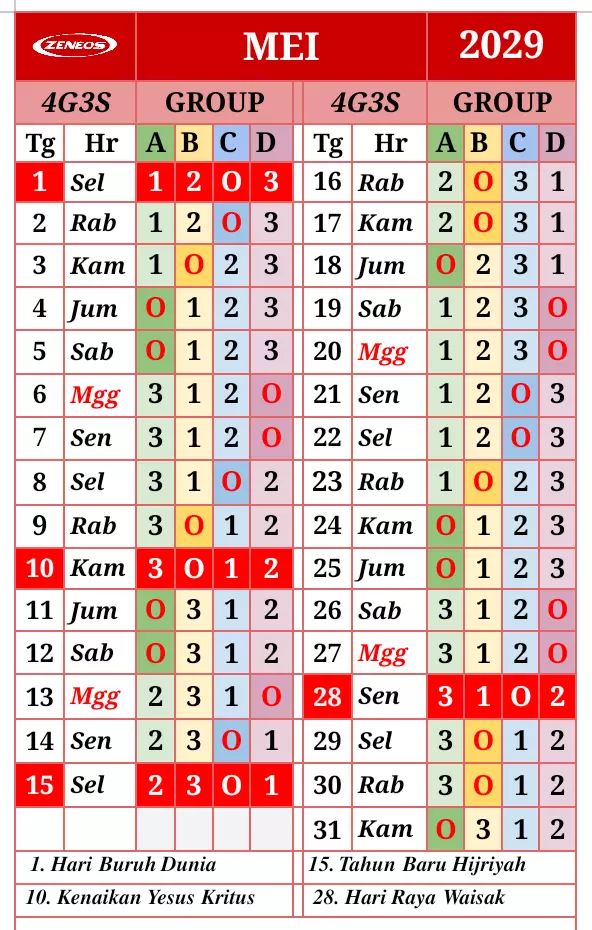 ZENEOS MEI 2029
4G3S GROUP 4G3S GROUP
Tg Hr A B C D Tg Hr A B C D
1 Sel 1 2 O 3 16 Rab 2 O 3 1
2 Rab 1 2 O 3 17 Kam 2 O 3 1
3 Kam 1 O 2 3 18 Jum O 2 3 1
4 Jum O 1 2 3 19 Sab 1 2 3 O
5 Sab O 1 2 3 20 Mgg 1 2 3 O
6 Mgg 3 1 2 O 21 Sen 1 2 O 3
7 Sen 3 1 2 O 22 Sel 1 2 O 3
8 Sel 3 1 O 2 23 Rab 1 O 2 3
9 Rab 3 O 1 2 24 Kam O 1 2 3
10 Kam 3 O 1 2 25 Jum O 1 2 3
11 Jum O 3 1 2 26 Sab 3 1 2 O
12 Sab O 3 1 2 27 Mgg 3 1 2 O
13 Mgg 2 3 1 O 28 Sen 3 1 O 2
14 Sen 2 3 O 1 29 Sel 3 O 1 2
15 Sel 2 3 O 1 30 Rab 3 O 1 2
31 Kam O 3 1 2
1. Hari Buruh Dunia 15. Tahun Baru Hijriyah
10. Kenaikan Yesus Kritus 28. Hari Raya Waisak